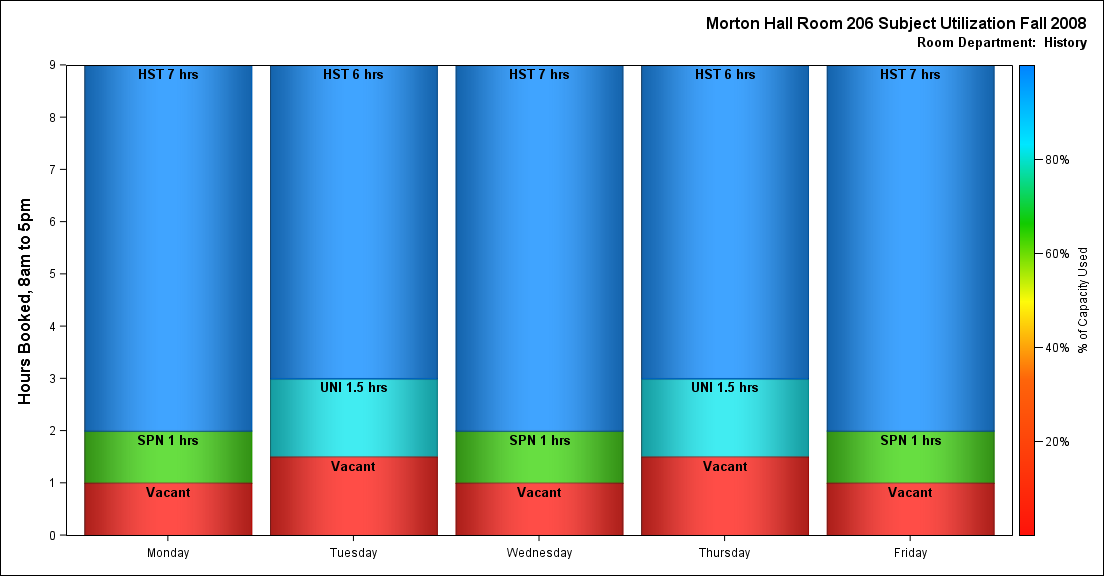 Morton Hall Room 206 Subject Utilization Fall 2008
Room Department:  History
Hours Booked, 8am to 5pm
9
8
7
6
5
4
3
2
1
0
HST 7 hrs
SPN 1 hrs
Vacant
HST 6 hrs
UNI 1.5 hrs
Vacant
HST 7 hrs
SPN 1 hrs
Vacant
HST 6 hrs
UNI 1.5 hrs
Vacant
HST 7 hrs
SPN 1 hrs
Vacant
Monday
Tuesday
Wednesday
Thursday
Friday
80%
60%
40%
20%
% of Capacity Used